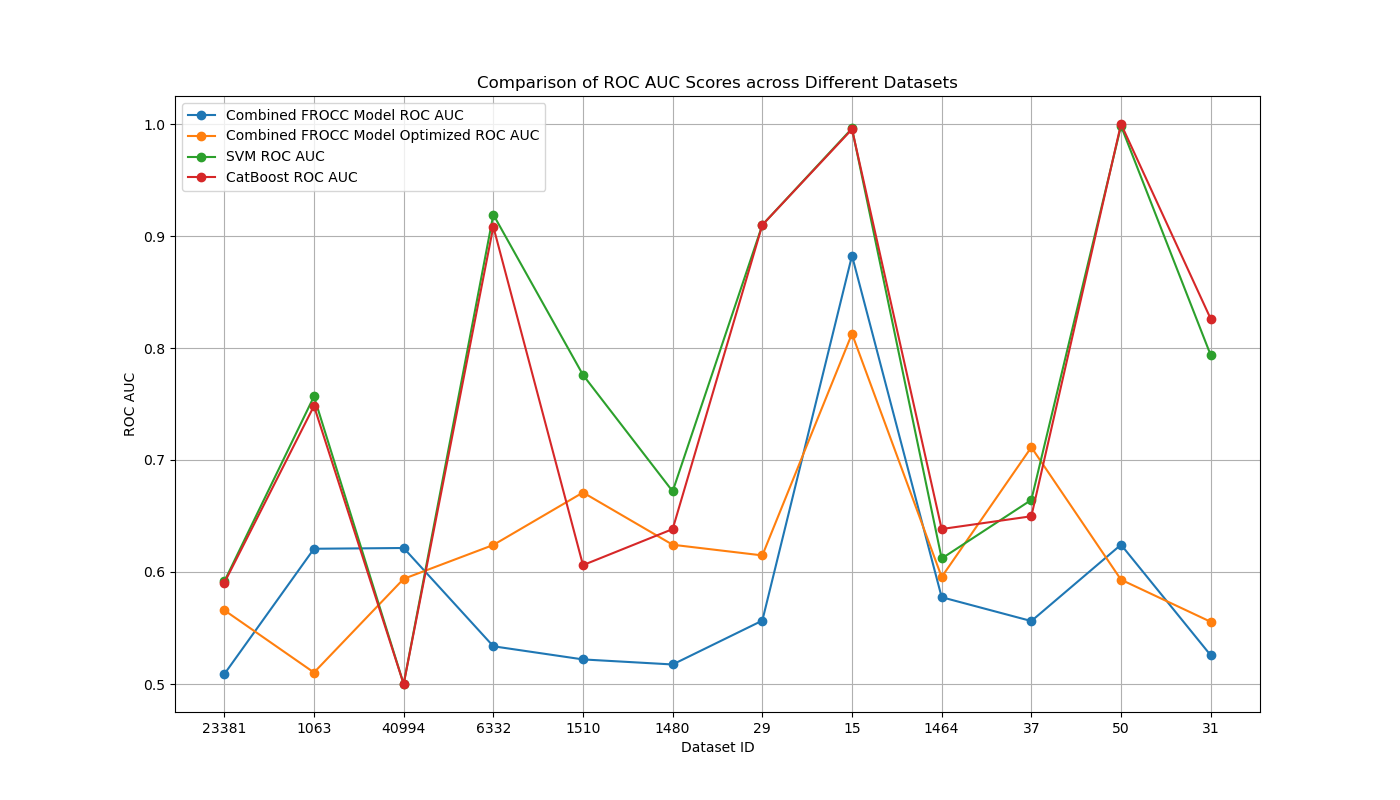 Comparison of ROC AUC Scores across Different Datasets
Combined FROCC Model ROC AUC
Combined FROCC Model Optimized ROC AUC
SVM ROC AUC
CatBoost ROC AUC
1.0
0.9
0.8
0.7
0.6
0.5
ROC AUC
23381 1063 40994 6332 1510 1480 29 15 1464 37 50 31
Dataset ID